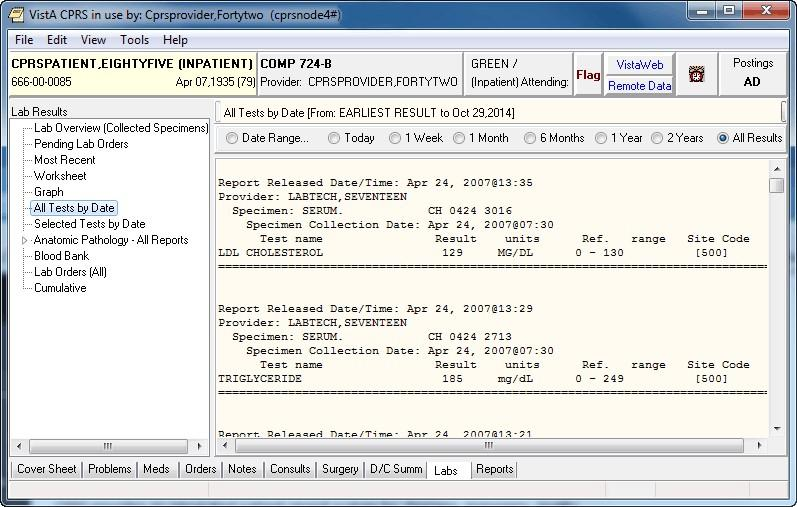 VistA CPRS in use by: Cprsprovider,Fortytwo (cprsnode4#)
File Edit View Tools Help
CPRSPATIENT,EIGHTYFIVE (INPATIENT) COMP 724-B GREEN / Flag VistaWeb Postings
666-00-0085 Apr 07,1935 (79) Provider: CPRSPROVIDER,FORTYTWO (Inpatient) Attending: Remote Data AD
Lab Results
Lab Overview (Collected Specimens)
Pending Lab Orders
Most Recent
Worksheet
Graph
All Tests by Date
Selected Tests by Date
Anatomic Pathology - All Reports
Blood Bank
Lab Orders (All)
Cumulative
All Tests by Date [From: EARLIEST RESULT to Oct 29,2014]
Date Range... Today 1 Week 1 Month 6 Months 1 Year 2 Years All Results
Report Released Date/Time: Apr 24, 2007@13:35
Provider: LABTECH,SEVENTEEN
Specimen: SERUM. CH 0424 3016
Specimen Collection Date: Apr 24, 2007@07:30
Test name Result units Ref. range Site Code
LDL CHOLESTEROL 129 MG/DL 0 - 130 [500]
Report Released Date/Time: Apr 24, 2007@13:29
Provider: LABTECH,SEVENTEEN
Specimen: SERUM. CH 0424 2713
Specimen Collection Date: Apr 24, 2007@07:30
Test name Result units Ref. range Site Code
TRIGLYCERIDE 185 mg/dL 0 - 249 [500]
Report Released Date/Time: Apr 24, 2007@13:21
Cover Sheet Problems Meds Orders Notes Consults Surgery D/C Summ Labs Reports